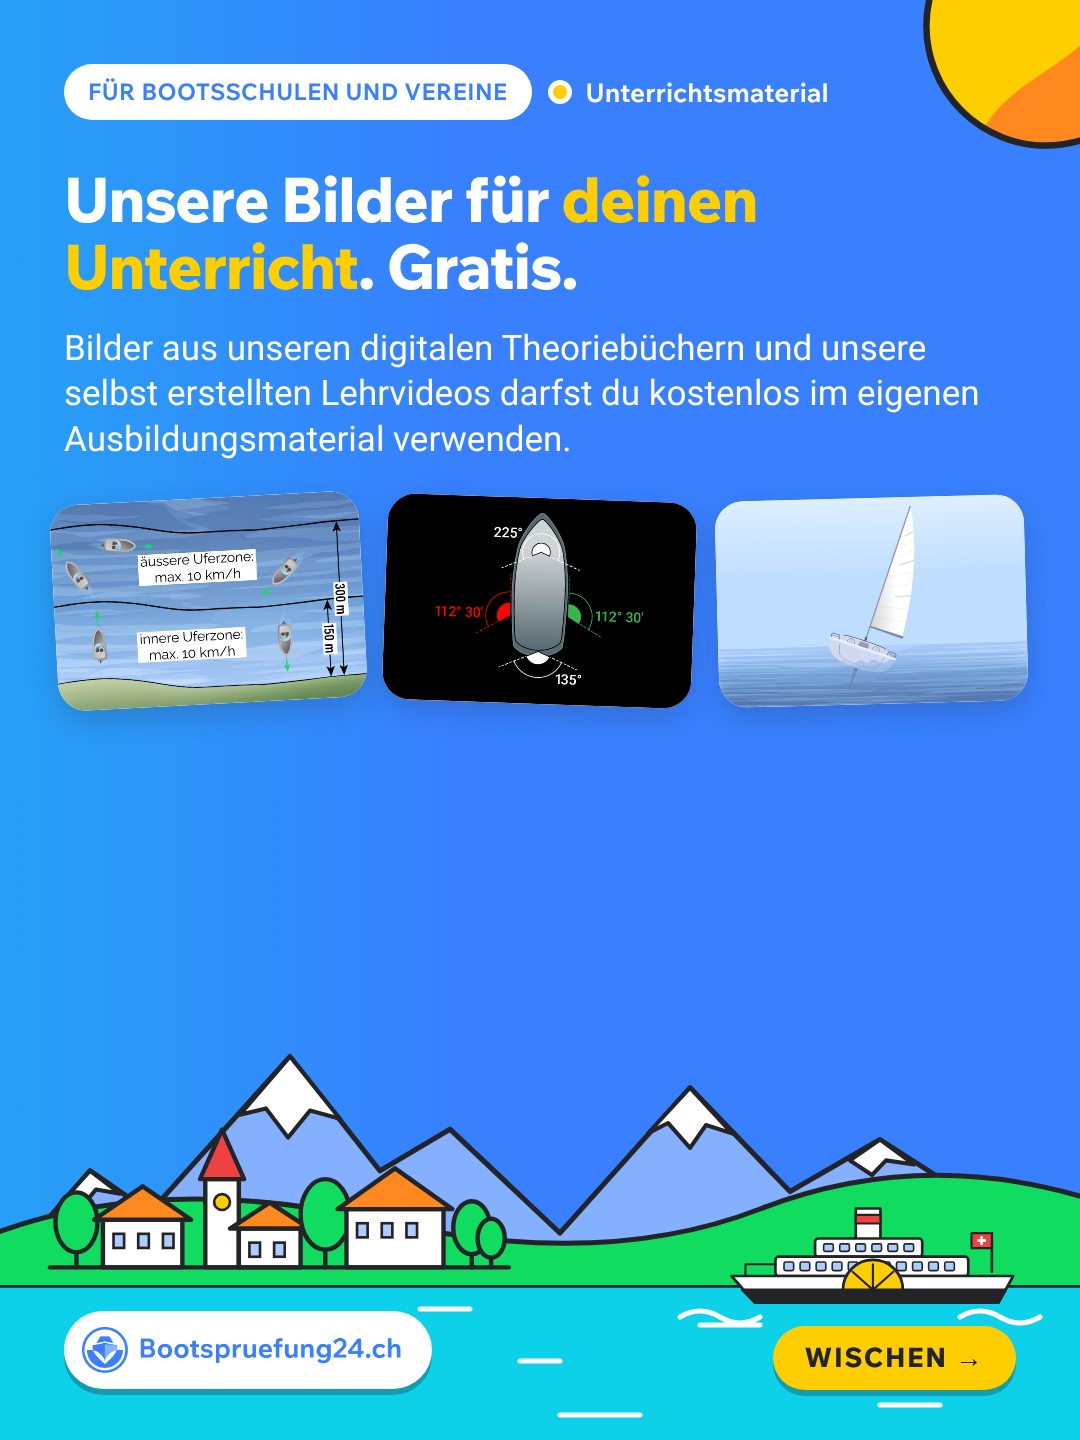 FÜR BOOTSSCHULEN UND VEREINE
Unterrichtsmaterial
Unsere Bilder für deinen
Unterricht. Gratis.
Bilder aus unseren digitalen Theoriebüchern und unsere
selbst erstellten Lehrvideos darfst du kostenlos im eigenen
Ausbildungsmaterial verwenden.
äussere Uferzone:
max. 10 km/h
300 m
innere Uferzone:
max. 10 km/h
150 m
225°
112° 30'
112° 30'
135°
Bootspruefung24.ch
WISCHEN →